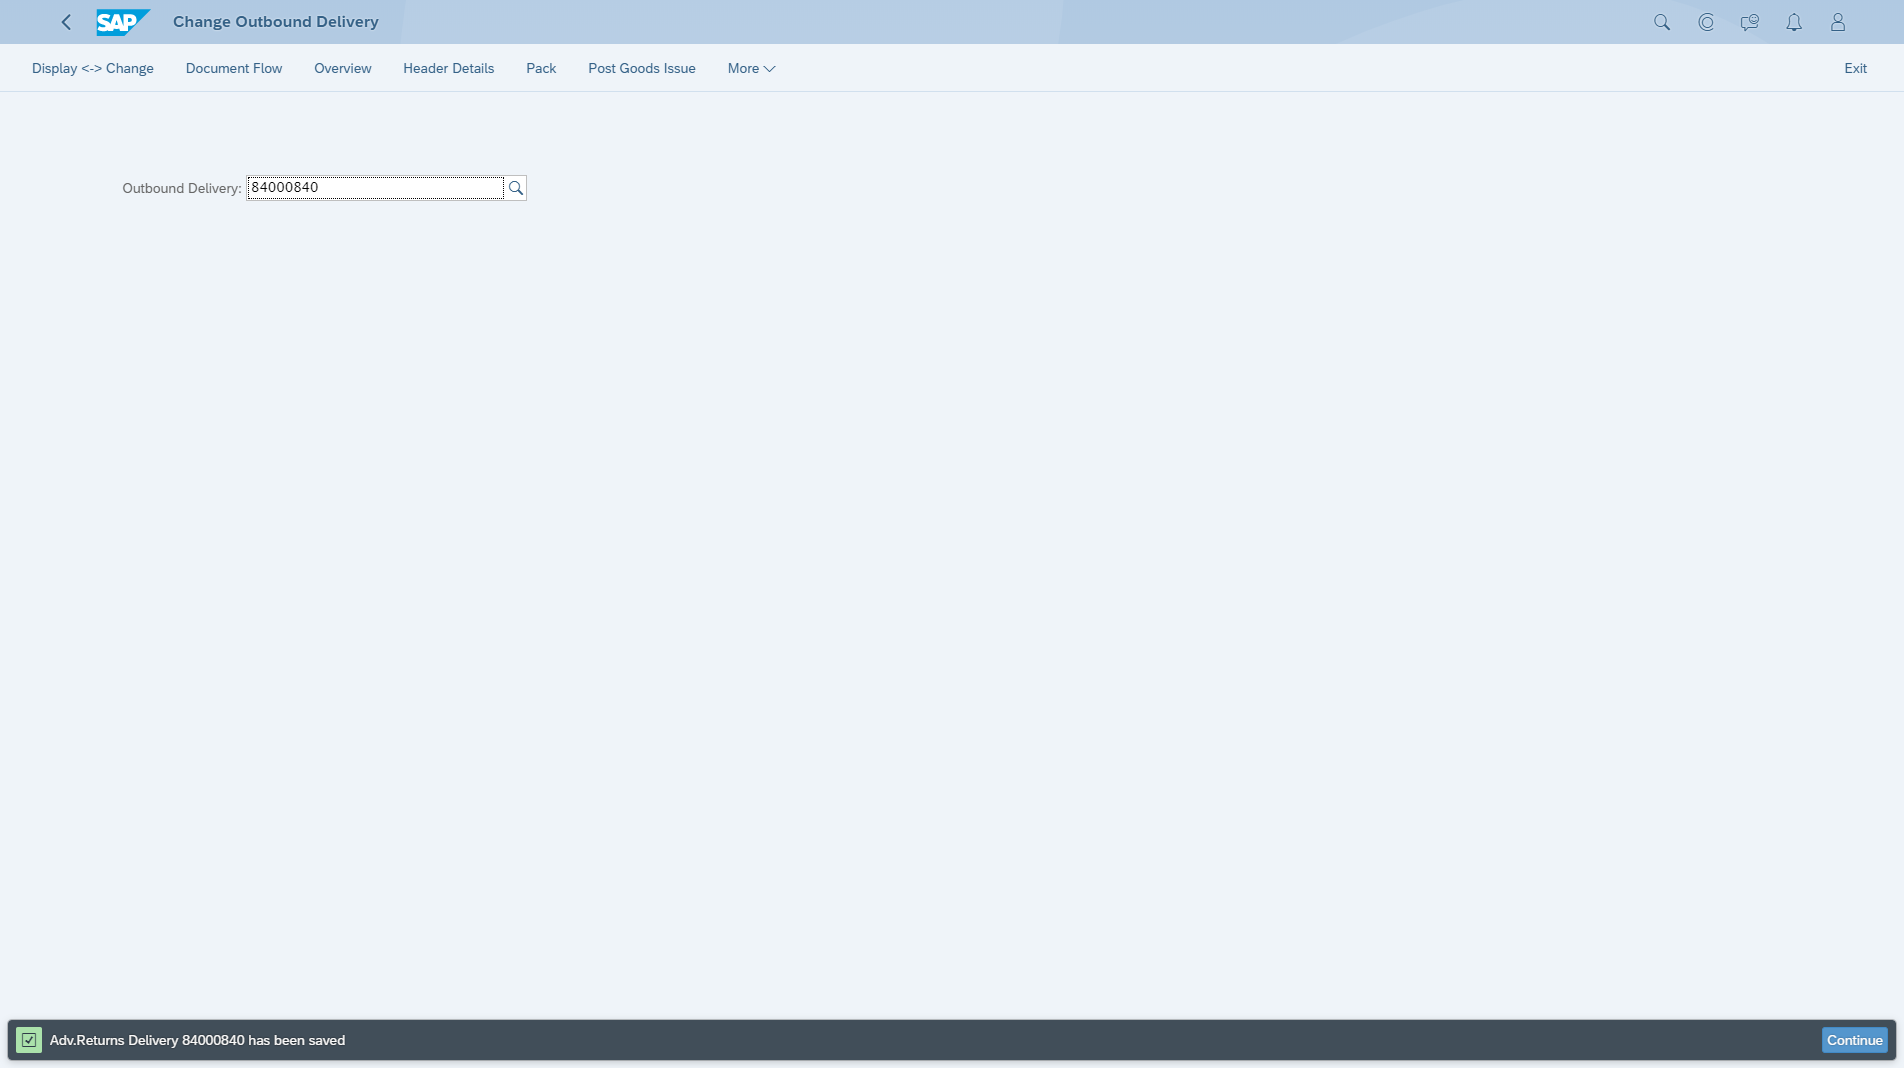 SAP Change Outbound Delivery
Display <-> Change Document Flow Overview Header Details Pack Post Goods Issue More Exit
Outbound Delivery: 84000840
Adv.Returns Delivery 84000840 has been saved Continue